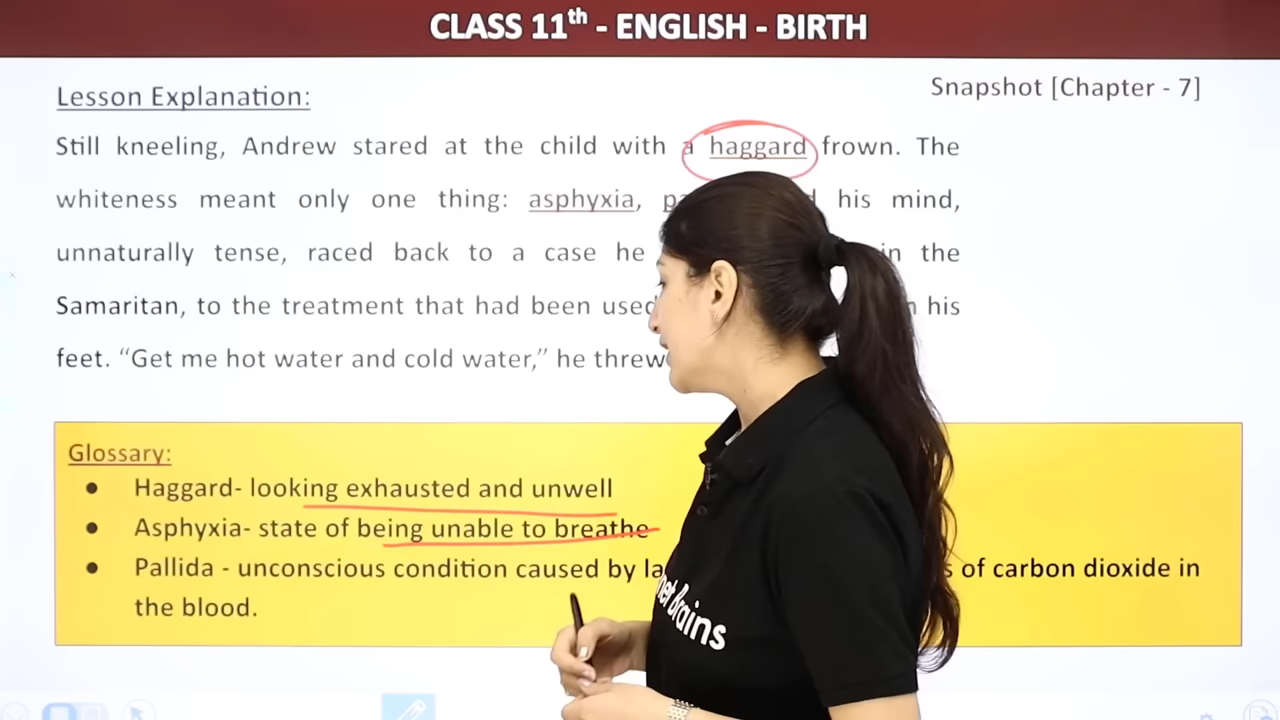 CLASS 11th - ENGLISH - BIRTH
Lesson Explanation:
Snapshot [Chapter - 7]
Still kneeling, Andrew stared at the child with a haggard frown. The
whiteness meant only one thing: asphyxia, his mind,
unnaturally tense, raced back to a case he in the
Samaritan, to the treatment that had been used his
feet. “Get me hot water and cold water,” he threw
Glossary:
● Haggard- looking exhausted and unwell
● Asphyxia- state of being unable to breathe
● Pallida - unconscious condition caused by of carbon dioxide in
the blood.
Brains